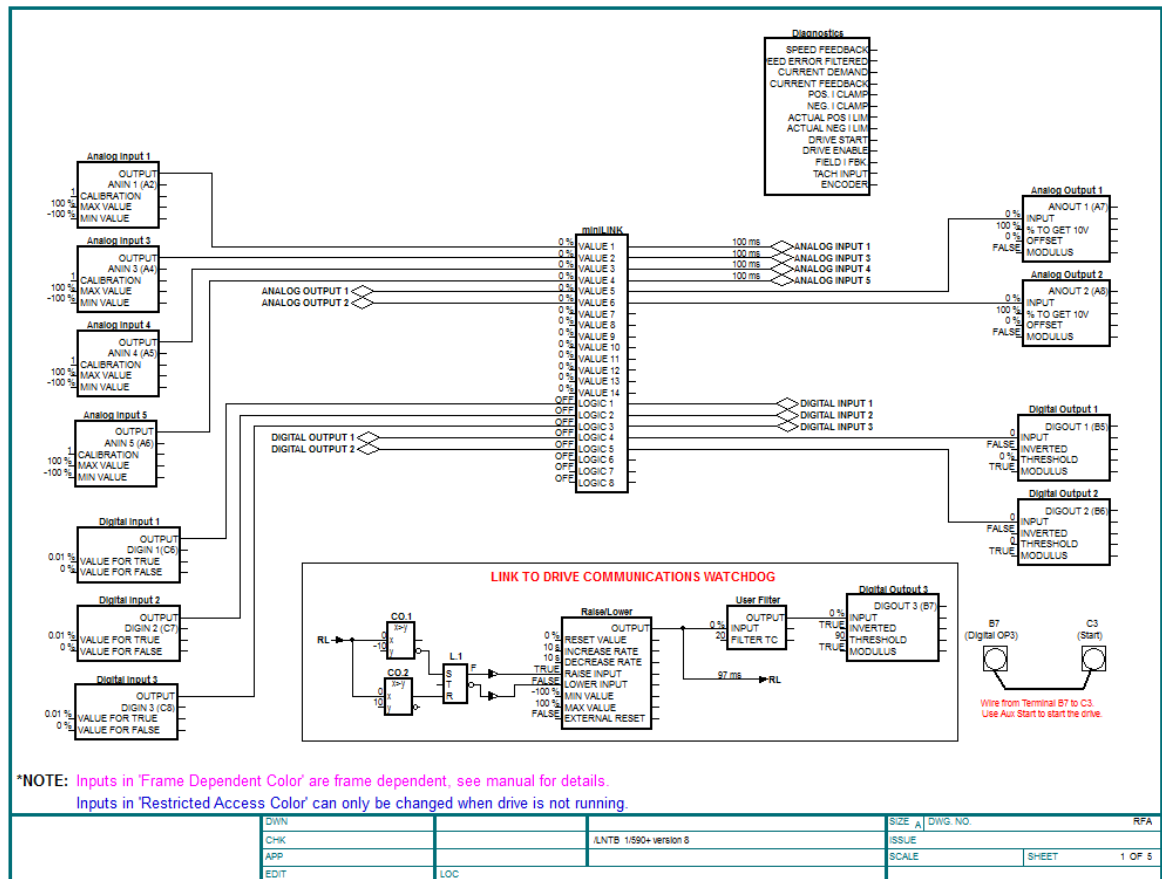 Diagnostics
SPEED FEEDBACK
EED ERROR FILTERED
CURRENT DEMAND
CURRENT FEEDBACK
POS. I CLAMP
NEG. I CLAMP
ACTUAL POS I LIM
ACTUAL NEG I LIM
DRIVE START
DRIVE ENABLE
FIELD I FBK
TACH INPUT
ENCODER
Analog Input 1
OUTPUT
ANIN 1 (A2)
1 CALIBRATION
100 % MAX VALUE
-100 % MIN VALUE
Analog Input 3
OUTPUT
ANIN 3 (A4)
1 CALIBRATION
100 % MAX VALUE
-100 % MIN VALUE
Analog Input 4
OUTPUT
ANIN 4 (A5)
1 CALIBRATION
100 % MAX VALUE
-100 % MIN VALUE
Analog Input 5
OUTPUT
ANIN 5 (A6)
1 CALIBRATION
100 % MAX VALUE
-100 % MIN VALUE
Digital Input 1
OUTPUT
DIGIN 1(C6)
0.01 % VALUE FOR TRUE
0 % VALUE FOR FALSE
Digital Input 2
OUTPUT
DIGIN 2 (C7)
0.01 % VALUE FOR TRUE
0 % VALUE FOR FALSE
Digital Input 3
OUTPUT
DIGIN 3 (C8)
0.01 % VALUE FOR TRUE
0 % VALUE FOR FALSE
ANALOG OUTPUT 1
ANALOG OUTPUT 2
DIGITAL OUTPUT 1
DIGITAL OUTPUT 2
miniLINK
0 % VALUE 1
0 % VALUE 2
0 % VALUE 3
0 % VALUE 4
0 % VALUE 5
0 % VALUE 6
0 % VALUE 7
0 % VALUE 8
0 % VALUE 9
0 % VALUE 10
0 % VALUE 11
0 % VALUE 12
0 % VALUE 13
0 % VALUE 14
OFF LOGIC 1
OFF LOGIC 2
OFF LOGIC 3
OFF LOGIC 4
OFF LOGIC 5
OFF LOGIC 6
OFF LOGIC 7
OFF LOGIC 8
100 ms ANALOG INPUT 1
100 ms ANALOG INPUT 3
100 ms ANALOG INPUT 4
100 ms ANALOG INPUT 5
DIGITAL INPUT 1
DIGITAL INPUT 2
DIGITAL INPUT 3
Analog Output 1
ANOUT 1 (A7)
0 % INPUT
100 % % TO GET 10V
0 % OFFSET
FALSE MODULUS
Analog Output 2
ANOUT 2 (A8)
0 % INPUT
100 % % TO GET 10V
0 % OFFSET
FALSE MODULUS
Digital Output 1
DIGOUT 1 (B5)
0 INPUT
FALSE INVERTED
0 % THRESHOLD
TRUE MODULUS
Digital Output 2
DIGOUT 2 (B6)
0 INPUT
FALSE INVERTED
0 THRESHOLD
TRUE MODULUS
LINK TO DRIVE COMMUNICATIONS WATCHDOG
RL
CO.1
x>y
0 x
-10 y
CO.2
x>y
0 x
10 y
L.1
S
T
R
F
Raise/Lower
OUTPUT
0 % RESET VALUE
10 s INCREASE RATE
10 s DECREASE RATE
TRUE RAISE INPUT
FALSE LOWER INPUT
-100 % MIN VALUE
100 % MAX VALUE
FALSE EXTERNAL RESET
97 ms RL
User Filter
OUTPUT
0 % INPUT
20 FILTER TC
Digital Output 3
DIGOUT 3 (B7)
0 % INPUT
TRUE INVERTED
90 THRESHOLD
TRUE MODULUS
B7
(Digital OP3)
C3
(Start)
Wire from Terminal B7 to C3.
Use Aux Start to start the drive.
*NOTE: Inputs in 'Frame Dependent Color' are frame dependent, see manual for details.
Inputs in 'Restricted Access Color' can only be changed when drive is not running.
DWN
CHK
APP
EDIT
LOC
/LNTB 1/590+ version 8
SIZE A DWG. NO. RFA
ISSUE
SCALE SHEET 1 OF 5